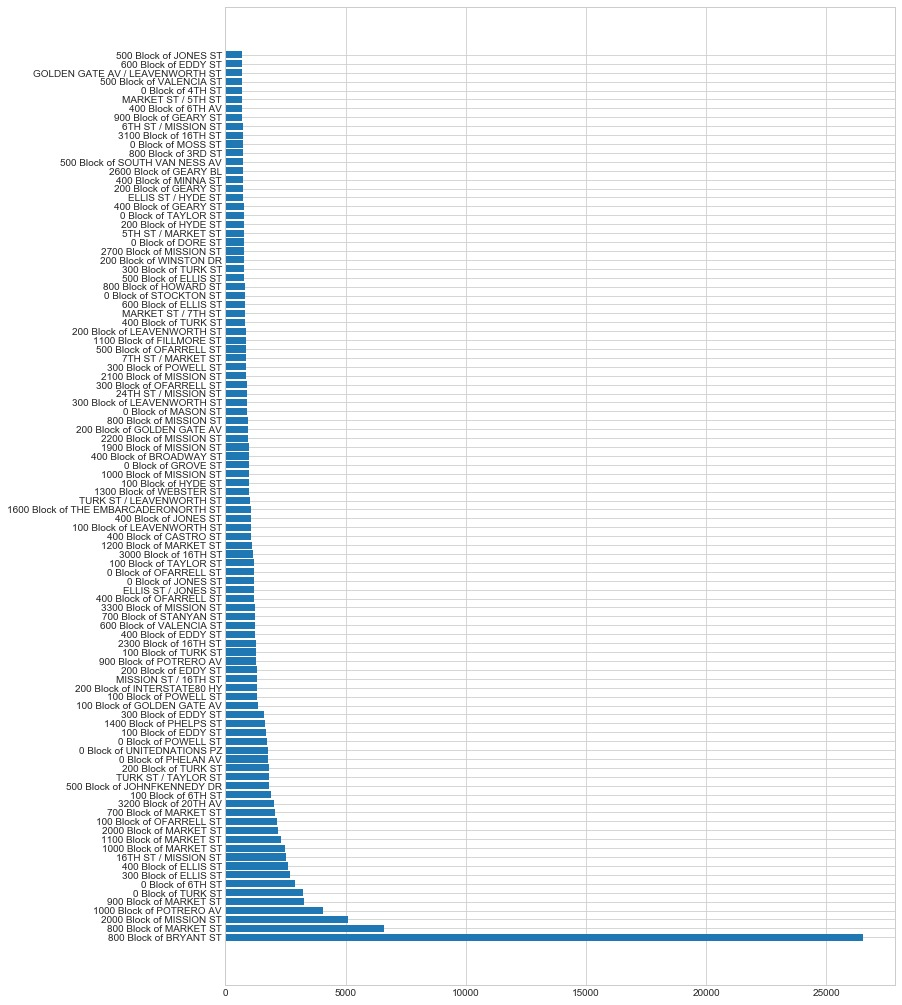 500 Block of JONES ST
600 Block of EDDY ST
GOLDEN GATE AV / LEAVENWORTH ST
500 Block of VALENCIA ST
0 Block of 4TH ST
MARKET ST / 5TH ST
400 Block of 6TH AV
900 Block of GEARY ST
6TH ST / MISSION ST
3100 Block of 16TH ST
0 Block of MOSS ST
800 Block of 3RD ST
500 Block of SOUTH VAN NESS AV
2600 Block of GEARY BL
400 Block of MINNA ST
200 Block of GEARY ST
ELLIS ST / HYDE ST
400 Block of GEARY ST
0 Block of TAYLOR ST
200 Block of HYDE ST
5TH ST / MARKET ST
0 Block of DORE ST
2700 Block of MISSION ST
200 Block of WINSTON DR
300 Block of TURK ST
500 Block of ELLIS ST
800 Block of HOWARD ST
0 Block of STOCKTON ST
600 Block of ELLIS ST
MARKET ST / 7TH ST
400 Block of TURK ST
200 Block of LEAVENWORTH ST
1100 Block of FILLMORE ST
500 Block of OFARRELL ST
7TH ST / MARKET ST
300 Block of POWELL ST
2100 Block of MISSION ST
300 Block of OFARRELL ST
24TH ST / MISSION ST
300 Block of LEAVENWORTH ST
0 Block of MASON ST
800 Block of MISSION ST
200 Block of GOLDEN GATE AV
2200 Block of MISSION ST
1900 Block of MISSION ST
400 Block of BROADWAY ST
0 Block of GROVE ST
1000 Block of MISSION ST
100 Block of HYDE ST
1300 Block of WEBSTER ST
TURK ST / LEAVENWORTH ST
1600 Block of THE EMBARCADERONORTH ST
400 Block of JONES ST
100 Block of LEAVENWORTH ST
400 Block of CASTRO ST
1200 Block of MARKET ST
3000 Block of 16TH ST
100 Block of TAYLOR ST
0 Block of OFARRELL ST
0 Block of JONES ST
ELLIS ST / JONES ST
400 Block of OFARRELL ST
3300 Block of MISSION ST
700 Block of STANYAN ST
600 Block of VALENCIA ST
400 Block of EDDY ST
2300 Block of 16TH ST
100 Block of TURK ST
900 Block of POTRERO AV
200 Block of EDDY ST
MISSION ST / 16TH ST
200 Block of INTERSTATE80 HY
100 Block of POWELL ST
100 Block of GOLDEN GATE AV
300 Block of EDDY ST
1400 Block of PHELPS ST
100 Block of EDDY ST
0 Block of POWELL ST
0 Block of UNITEDNATIONS PZ
0 Block of PHELAN AV
200 Block of TURK ST
TURK ST / TAYLOR ST
500 Block of JOHNFKENNEDY DR
100 Block of 6TH ST
3200 Block of 20TH AV
700 Block of MARKET ST
100 Block of OFARRELL ST
2000 Block of MARKET ST
1100 Block of MARKET ST
1000 Block of MARKET ST
16TH ST / MISSION ST
400 Block of ELLIS ST
300 Block of ELLIS ST
0 Block of 6TH ST
0 Block of TURK ST
900 Block of MARKET ST
1000 Block of POTRERO AV
2000 Block of MISSION ST
800 Block of MARKET ST
800 Block of BRYANT ST
0 5000 10000 15000 20000 25000